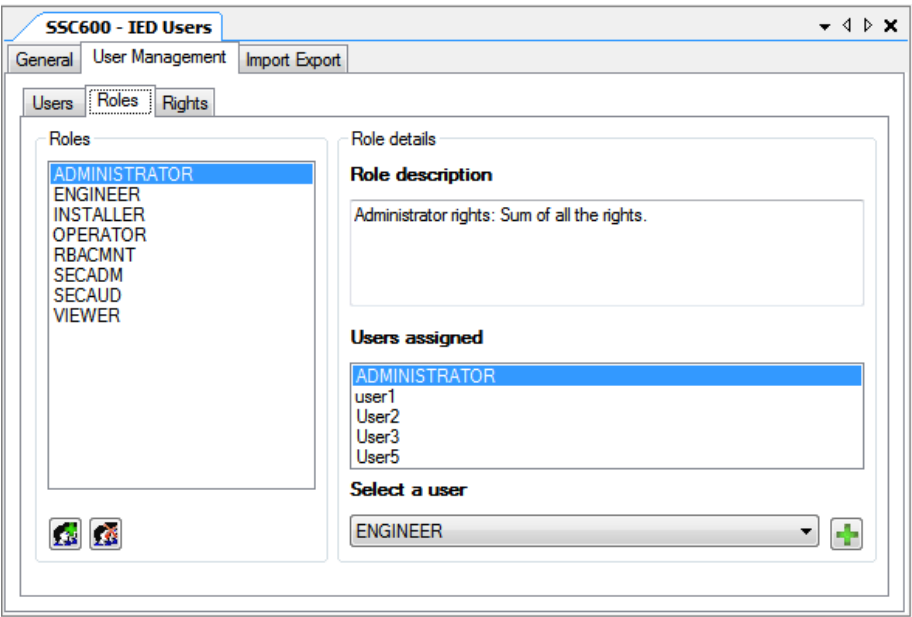 SSC600 - IED Users
General User Management Import Export
Users Roles Rights
Roles
ADMINISTRATOR
ENGINEER
INSTALLER
OPERATOR
RBACMNT
SECADM
SECAUD
VIEWER
Role details
Role description
Administrator rights: Sum of all the rights.
Users assigned
ADMINISTRATOR
user1
User2
User3
User5
Select a user
ENGINEER